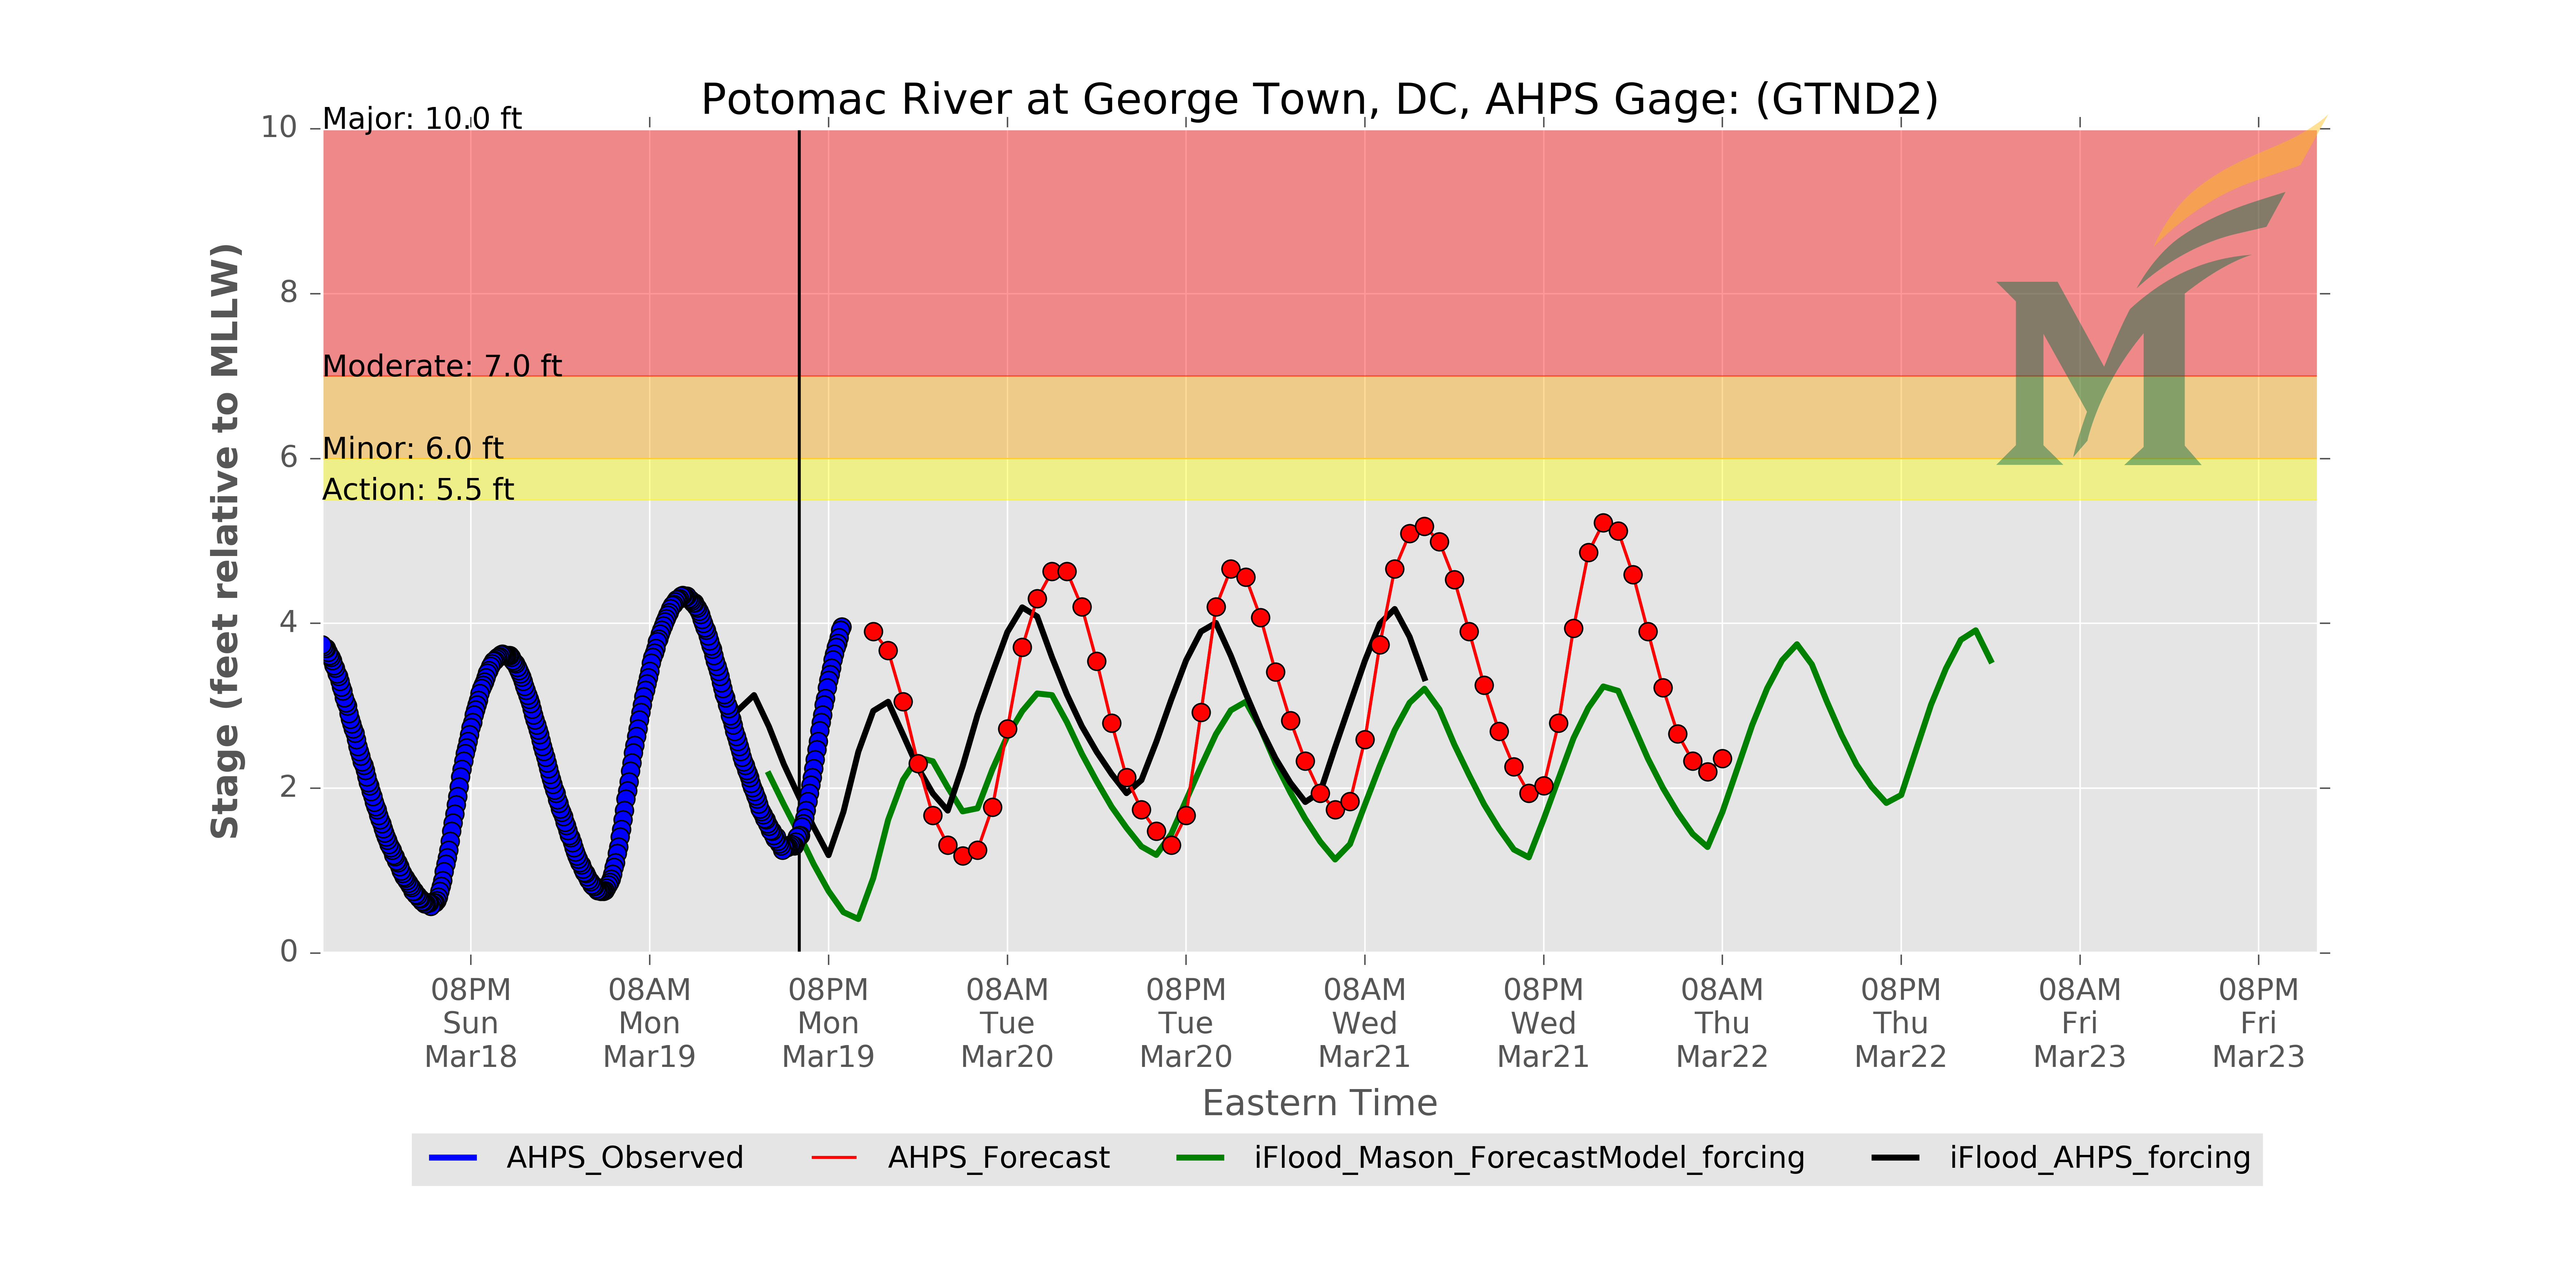 Potomac River at George Town, DC, AHPS Gage: (GTND2)
Major: 10.0 ft
Moderate: 7.0 ft
Minor: 6.0 ft
Action: 5.5 ft
Stage (feet relative to MLLW)
10
8
6
4
2
0
08PM
Sun
Mar18
08AM
Mon
Mar19
08PM
Mon
Mar19
08AM
Tue
Mar20
08PM
Tue
Mar20
08AM
Wed
Mar21
08PM
Wed
Mar21
08AM
Thu
Mar22
08PM
Thu
Mar22
08AM
Fri
Mar23
08PM
Fri
Mar23
Eastern Time
AHPS_Observed
AHPS_Forecast
iFlood_Mason_ForecastModel_forcing
iFlood_AHPS_forcing
M